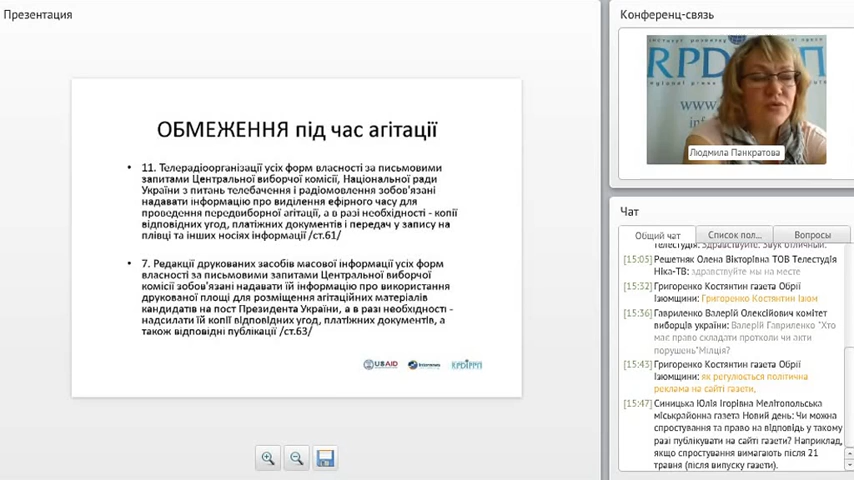 Презентация
ОБМЕЖЕННЯ під час агітації
• 11. Телерадіоорганізації усіх форм власності за письмовими
запитами Центральної виборчої комісії, Національної ради
України з питань телебачення і радіомовлення зобов'язані
надавати інформацію про виділення ефірного часу для
проведення передвиборної агітації, а в разі необхідності - копії
відповідних угод, платіжних документів і передач у запису на
плівці та інших носіях інформації /ст.61/
• 7. Редакції друкованих засобів масової інформації усіх форм
власності за письмовими запитами Центральної виборчої
комісії зобов'язані надавати їй інформацію про використання
друкованої площі для розміщення агітаційних матеріалів
кандидатів на пост Президента України, а в разі необхідності -
надсилати їй копії відповідних угод, платіжних документів, а
також відповідні публікації /ст.63/
USAID
Internews
Конференц-связь
www.
Людмила Панкратова
Чат
Общий чат
Список пол...
Вопросы
Телестудія: Здравствуйте. Звук отличный.
[15:05] Решетняк Олена Вікторівна ТОВ Телестудія
Ніка-ТВ: здравствуйте мы на месте
[15:32] Григоренко Костянтин газета Обрії
Ізюмщини: Григоренко Костянтин Ізюм
[15:36] Гавриленко Валерій Олексійович комітет
виборців україни: Валерій Гавриленко "Хто
має право складати протколи чи акти
порушень"Мілція?
[15:43] Григоренко Костянтин газета Обрії
Ізюмщини: як регулюється політична
реклама на сайті газети,
[15:47] Синицька Юлія Ігорівна Мелітопольська
міськрайонна газета Новий день: Чи можна
спростування та право на відповідь у такому
разі публікувати на сайті газети? Наприклад,
якщо спростування вимагають після 21
травня (після випуску газети).